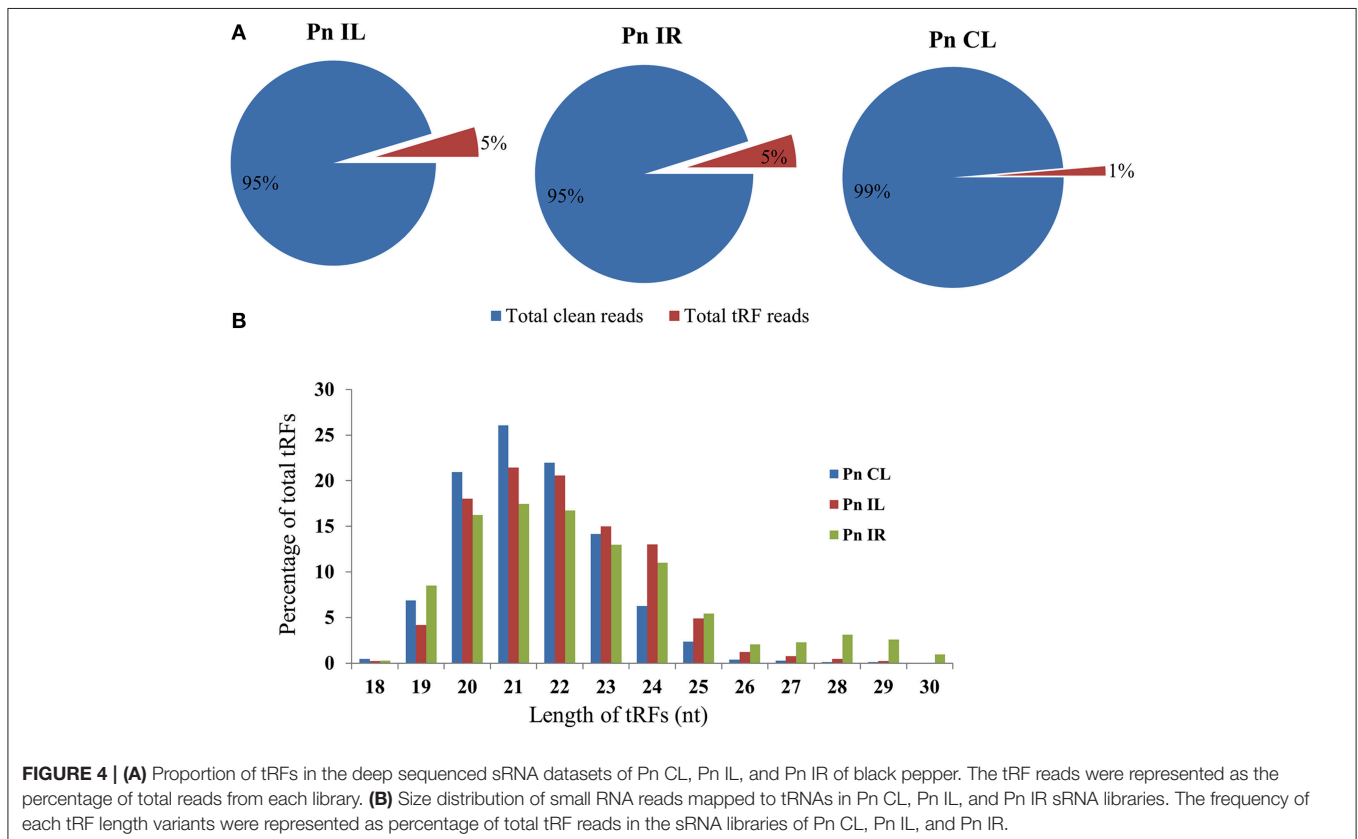 A
Pn IL
Pn IR
Pn CL
5%
95%
5%
95%
1%
99%
Total clean reads
Total tRF reads
B
Percentage of total tRFs
30
25
20
15
10
5
0
Pn CL
Pn IL
Pn IR
18 19 20 21 22 23 24 25 26 27 28 29 30
Length of tRFs (nt)
FIGURE 4 | (A) Proportion of tRFs in the deep sequenced sRNA datasets of Pn CL, Pn IL, and Pn IR of black pepper. The tRF reads were represented as the
percentage of total reads from each library. (B) Size distribution of small RNA reads mapped to tRNAs in Pn CL, Pn IL, and Pn IR sRNA libraries. The frequency of
each tRF length variants were represented as percentage of total tRF reads in the sRNA libraries of Pn CL, Pn IL, and Pn IR.